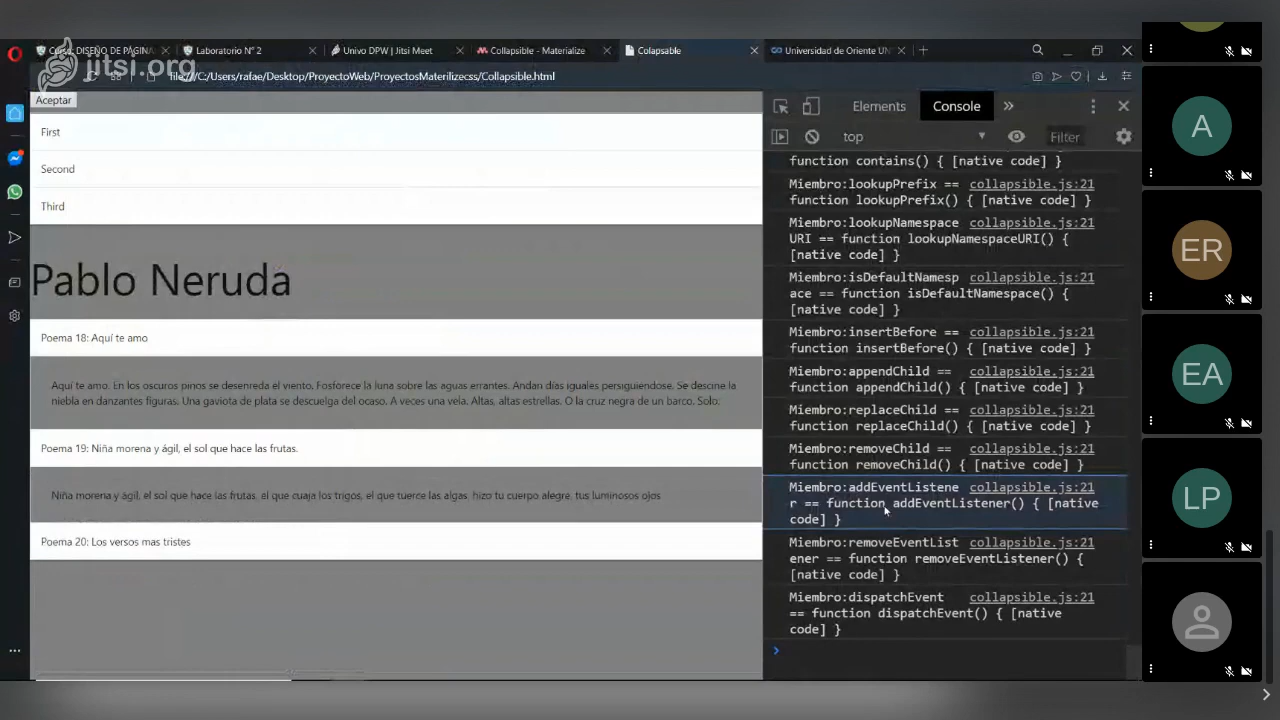 Curso: DISEÑO DE PÁGINA
Laboratorio N° 2
Univo DPW | Jitsi Meet
Collapsible - Materialize
Colapsable
Universidad de Oriente UN
jitsi.org
file:///C:/Users/rafae/Desktop/ProyectoWeb/ProyectosMaterilizecss/Collapsible.html
Aceptar
First
Second
Third
Pablo Neruda
Poema 18: Aquí te amo
Aquí te amo. En los oscuros pinos se desenreda el viento. Fosforece la luna sobre las aguas errantes. Andan días iguales persiguiendose. Se descine la
niebla en danzantes figuras. Una gaviota de plata se descuelga del ocaso. A veces una vela. Altas, altas estrellas. O la cruz negra de un barco. Solo.
Poema 19: Niña morena y ágil, el sol que hace las frutas.
Niña morena y ágil, el sol que hace las frutas, el que cuaja los trigos, el que tuerce las algas, hizo tu cuerpo alegre, tus luminosos ojos
Poema 20: Los versos mas tristes
Elements
Console
top
Filter
function contains() { [native code] }
Miembro:lookupPrefix == collapsible.js:21
function lookupPrefix() { [native code] }
Miembro:lookupNamespace collapsible.js:21
URI == function lookupNamespaceURI() {
[native code] }
Miembro:isDefaultNamesp collapsible.js:21
ace == function isDefaultNamespace() {
[native code] }
Miembro:insertBefore == collapsible.js:21
function insertBefore() { [native code] }
Miembro:appendChild == collapsible.js:21
function appendChild() { [native code] }
Miembro:replaceChild == collapsible.js:21
function replaceChild() { [native code] }
Miembro:removeChild == collapsible.js:21
function removeChild() { [native code] }
Miembro:addEventListene collapsible.js:21
r == function addEventListener() { [native
code] }
Miembro:removeEventList collapsible.js:21
ener == function removeEventListener() {
[native code] }
Miembro:dispatchEvent collapsible.js:21
== function dispatchEvent() { [native
code] }
A
ER
EA
LP